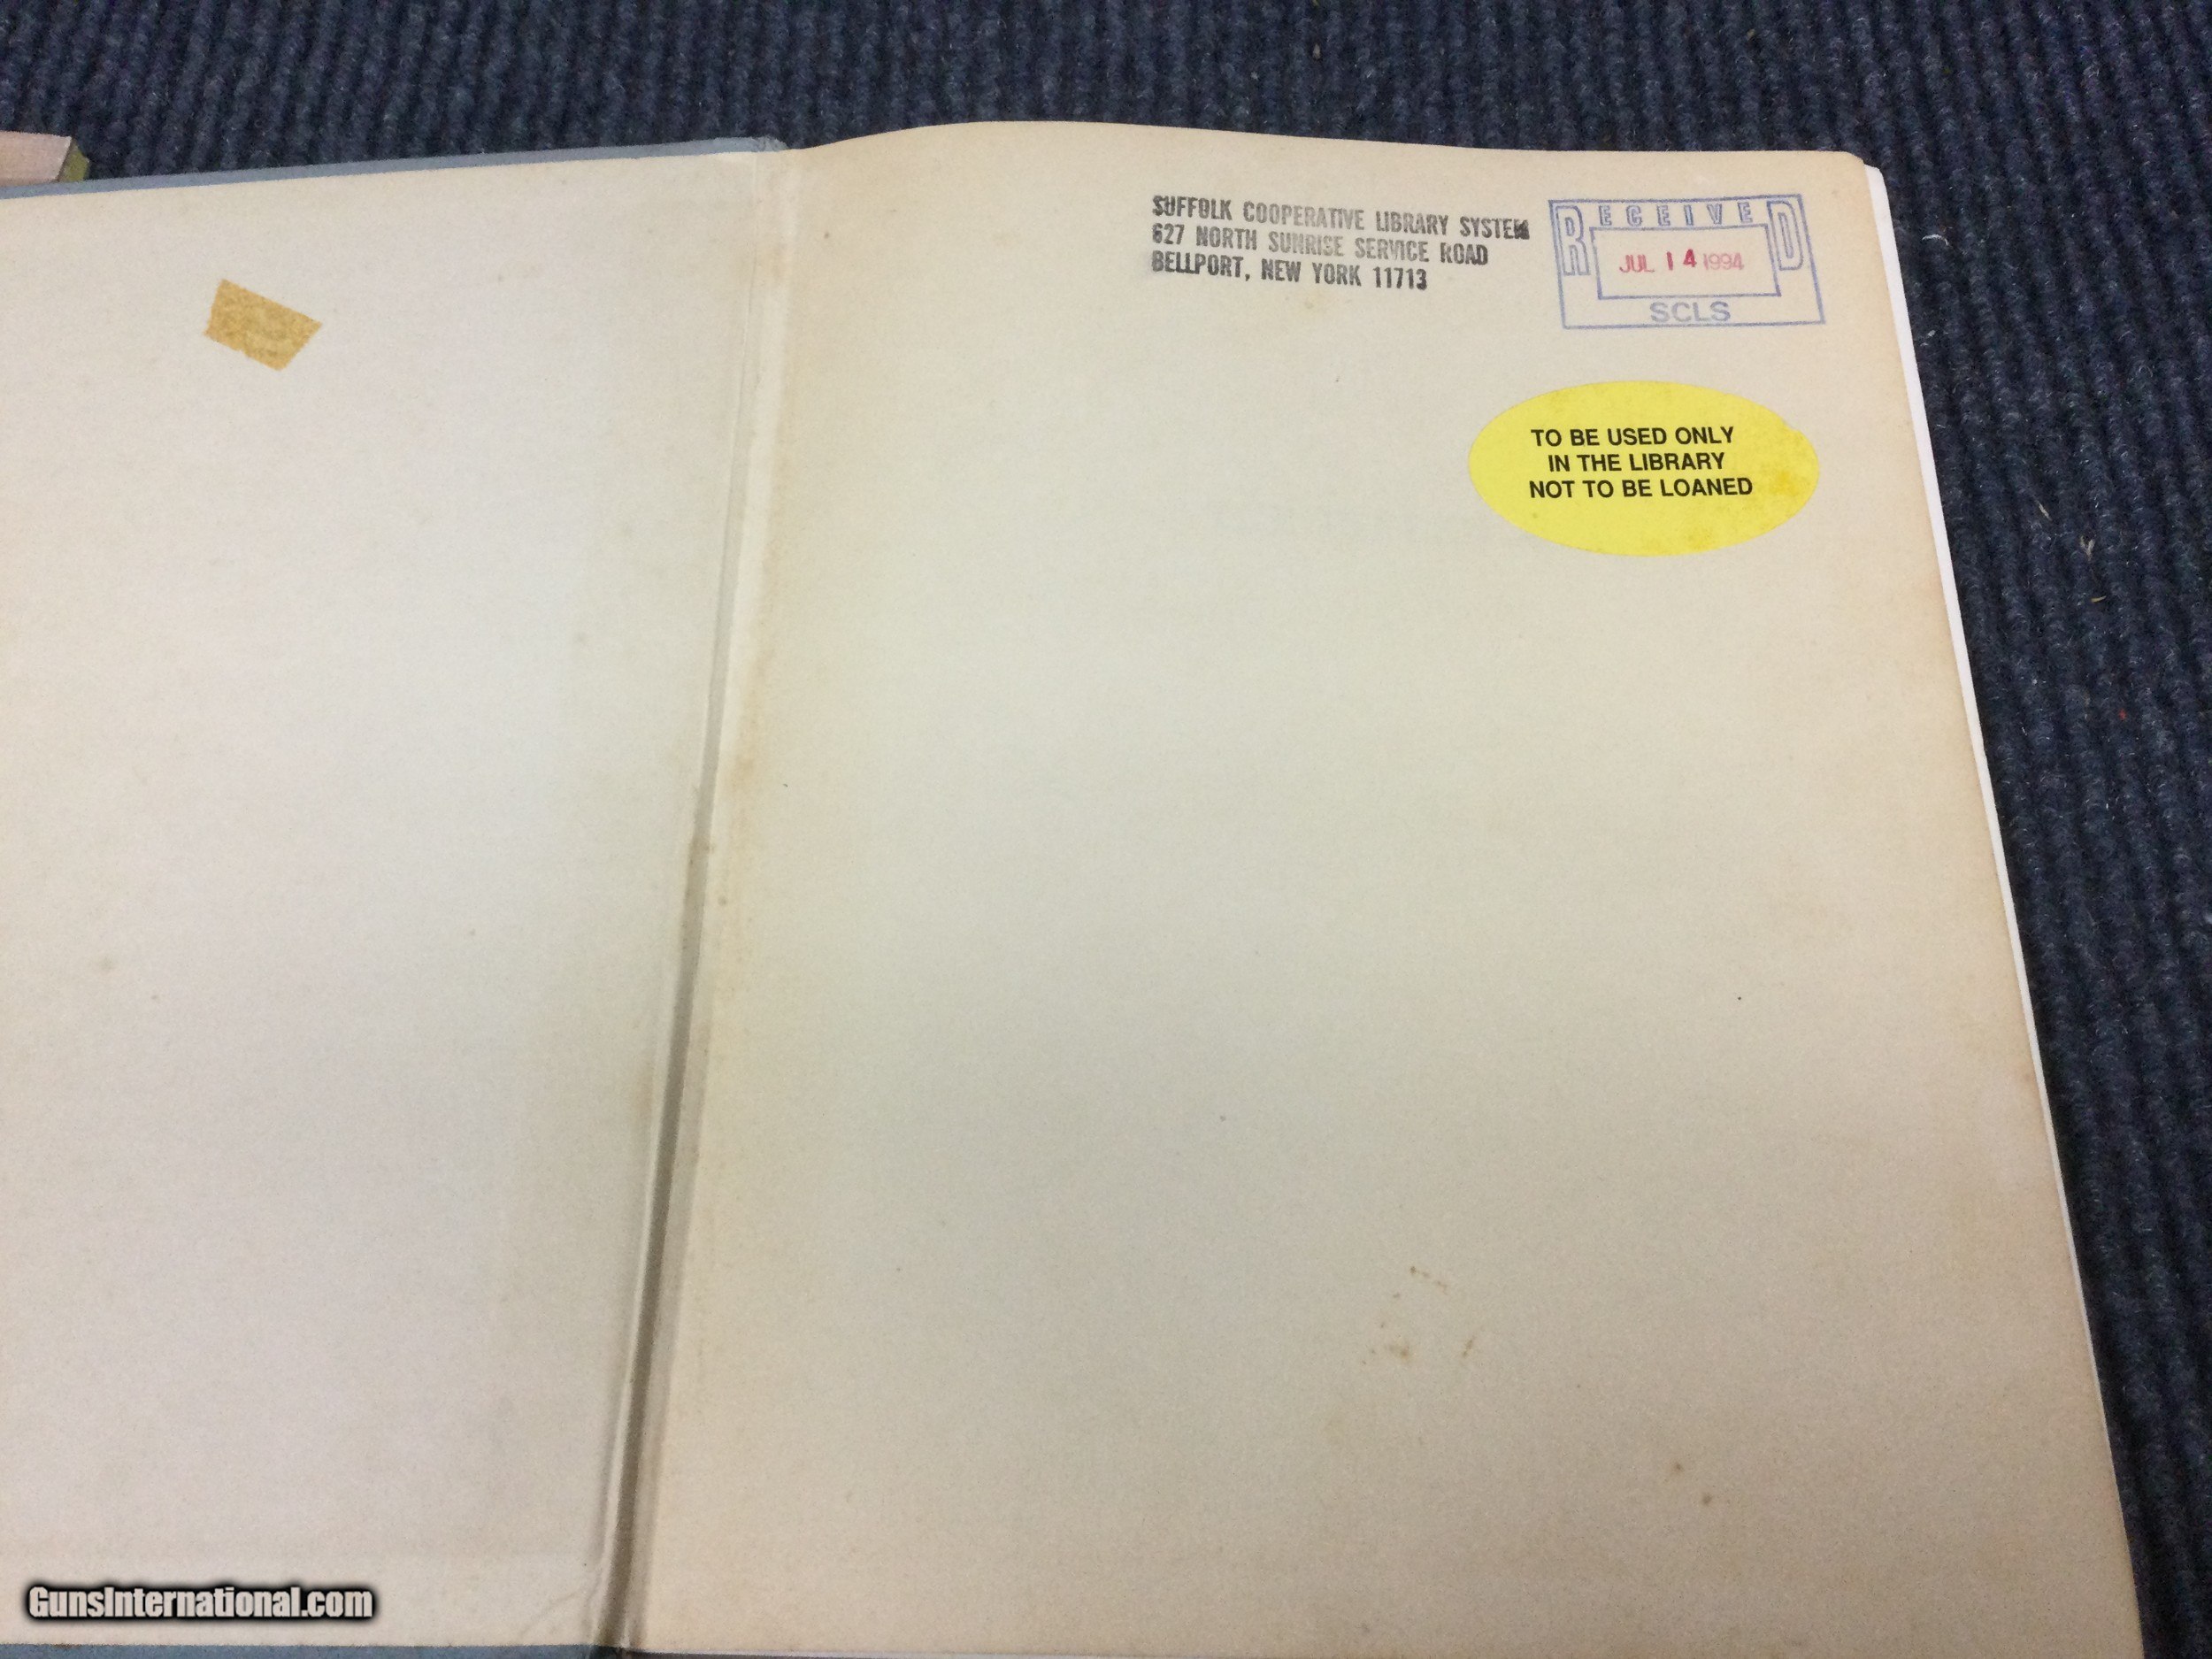 SUFFOLK COOPERATIVE LIBRARY SYSTEM
627 NORTH SUNRISE SERVICE ROAD
BELLPORT, NEW YORK 11713
RECEIVED
JUL 14 1994
SCLS
TO BE USED ONLY
IN THE LIBRARY
NOT TO BE LOANED
GunsInternational.com